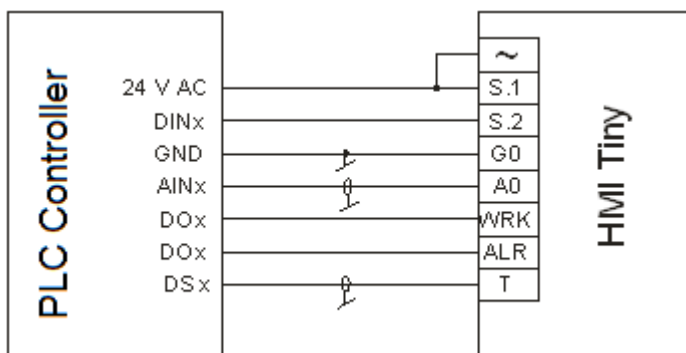 PLC Controller
24 V AC
DINx
GND
AINx
DOx
DOx
DSx
~
S.1
S.2
G0
A0
WRK
ALR
T
HMI Tiny